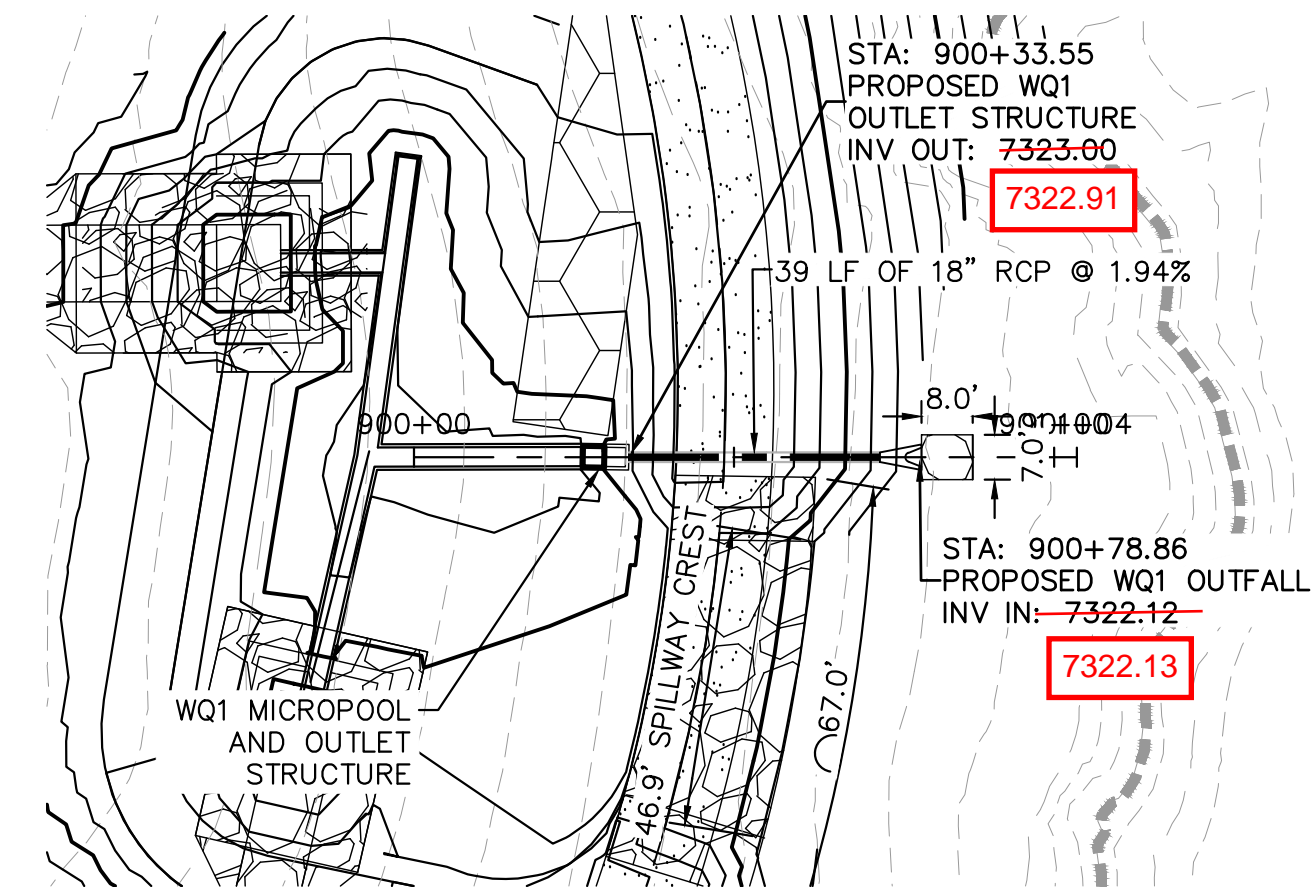 STA: 900+33.55
PROPOSED WQ1
OUTLET STRUCTURE
INV OUT: 7323.00
7322.91
39 LF OF 18" RCP @ 1.94%
8.0'
900+00
7.0'
STA: 900+78.86
PROPOSED WQ1 OUTFALL
INV IN: 7322.12
7322.13
46.9' SPILLWAY CREST
67.0'
WQ1 MICROPOOL
AND OUTLET
STRUCTURE